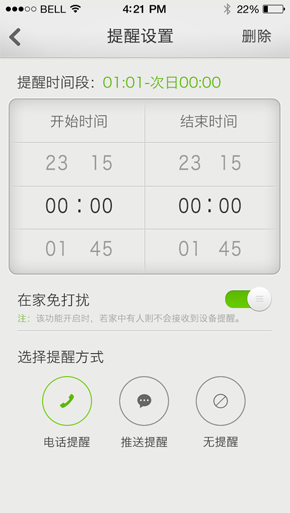 BELL 4:21 PM 22%
提醒设置 删除
提醒时间段：01:01-次日00:00
开始时间 结束时间
23 15 23 15
00:00 00:00
01 45 01 45
在家免打扰
注：该功能开启时，若家中有人则不会接收到设备提醒。
选择提醒方式
电话提醒 推送提醒 无提醒